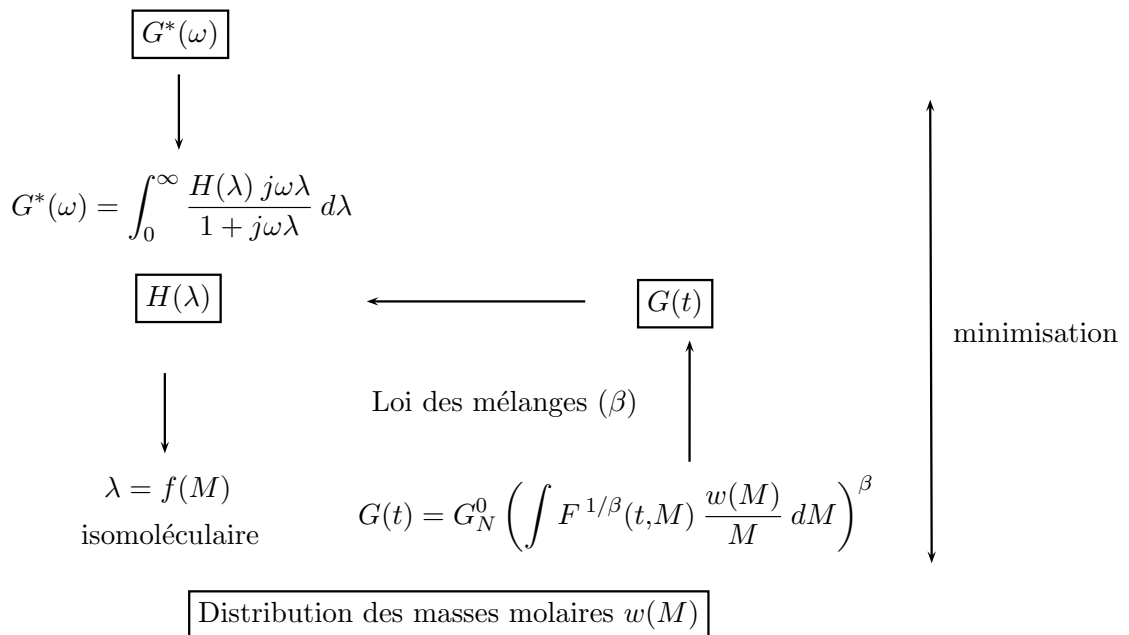 G*(ω)
G*(ω) = ∫₀^∞ H(λ) jωλ / (1 + jωλ) dλ
H(λ)
G(t)
minimisation
Loi des mélanges (β)
λ = f(M)
isomoléculaire
G(t) = G_N^0 ( ∫ F^{1/β}(t,M) w(M)/M dM )^β
Distribution des masses molaires w(M)